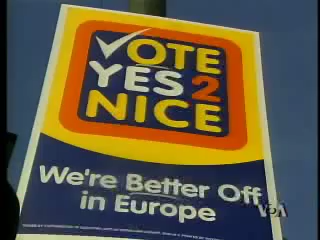 VOTE
YES 2
NICE
We're Better Off
in Europe
VOA